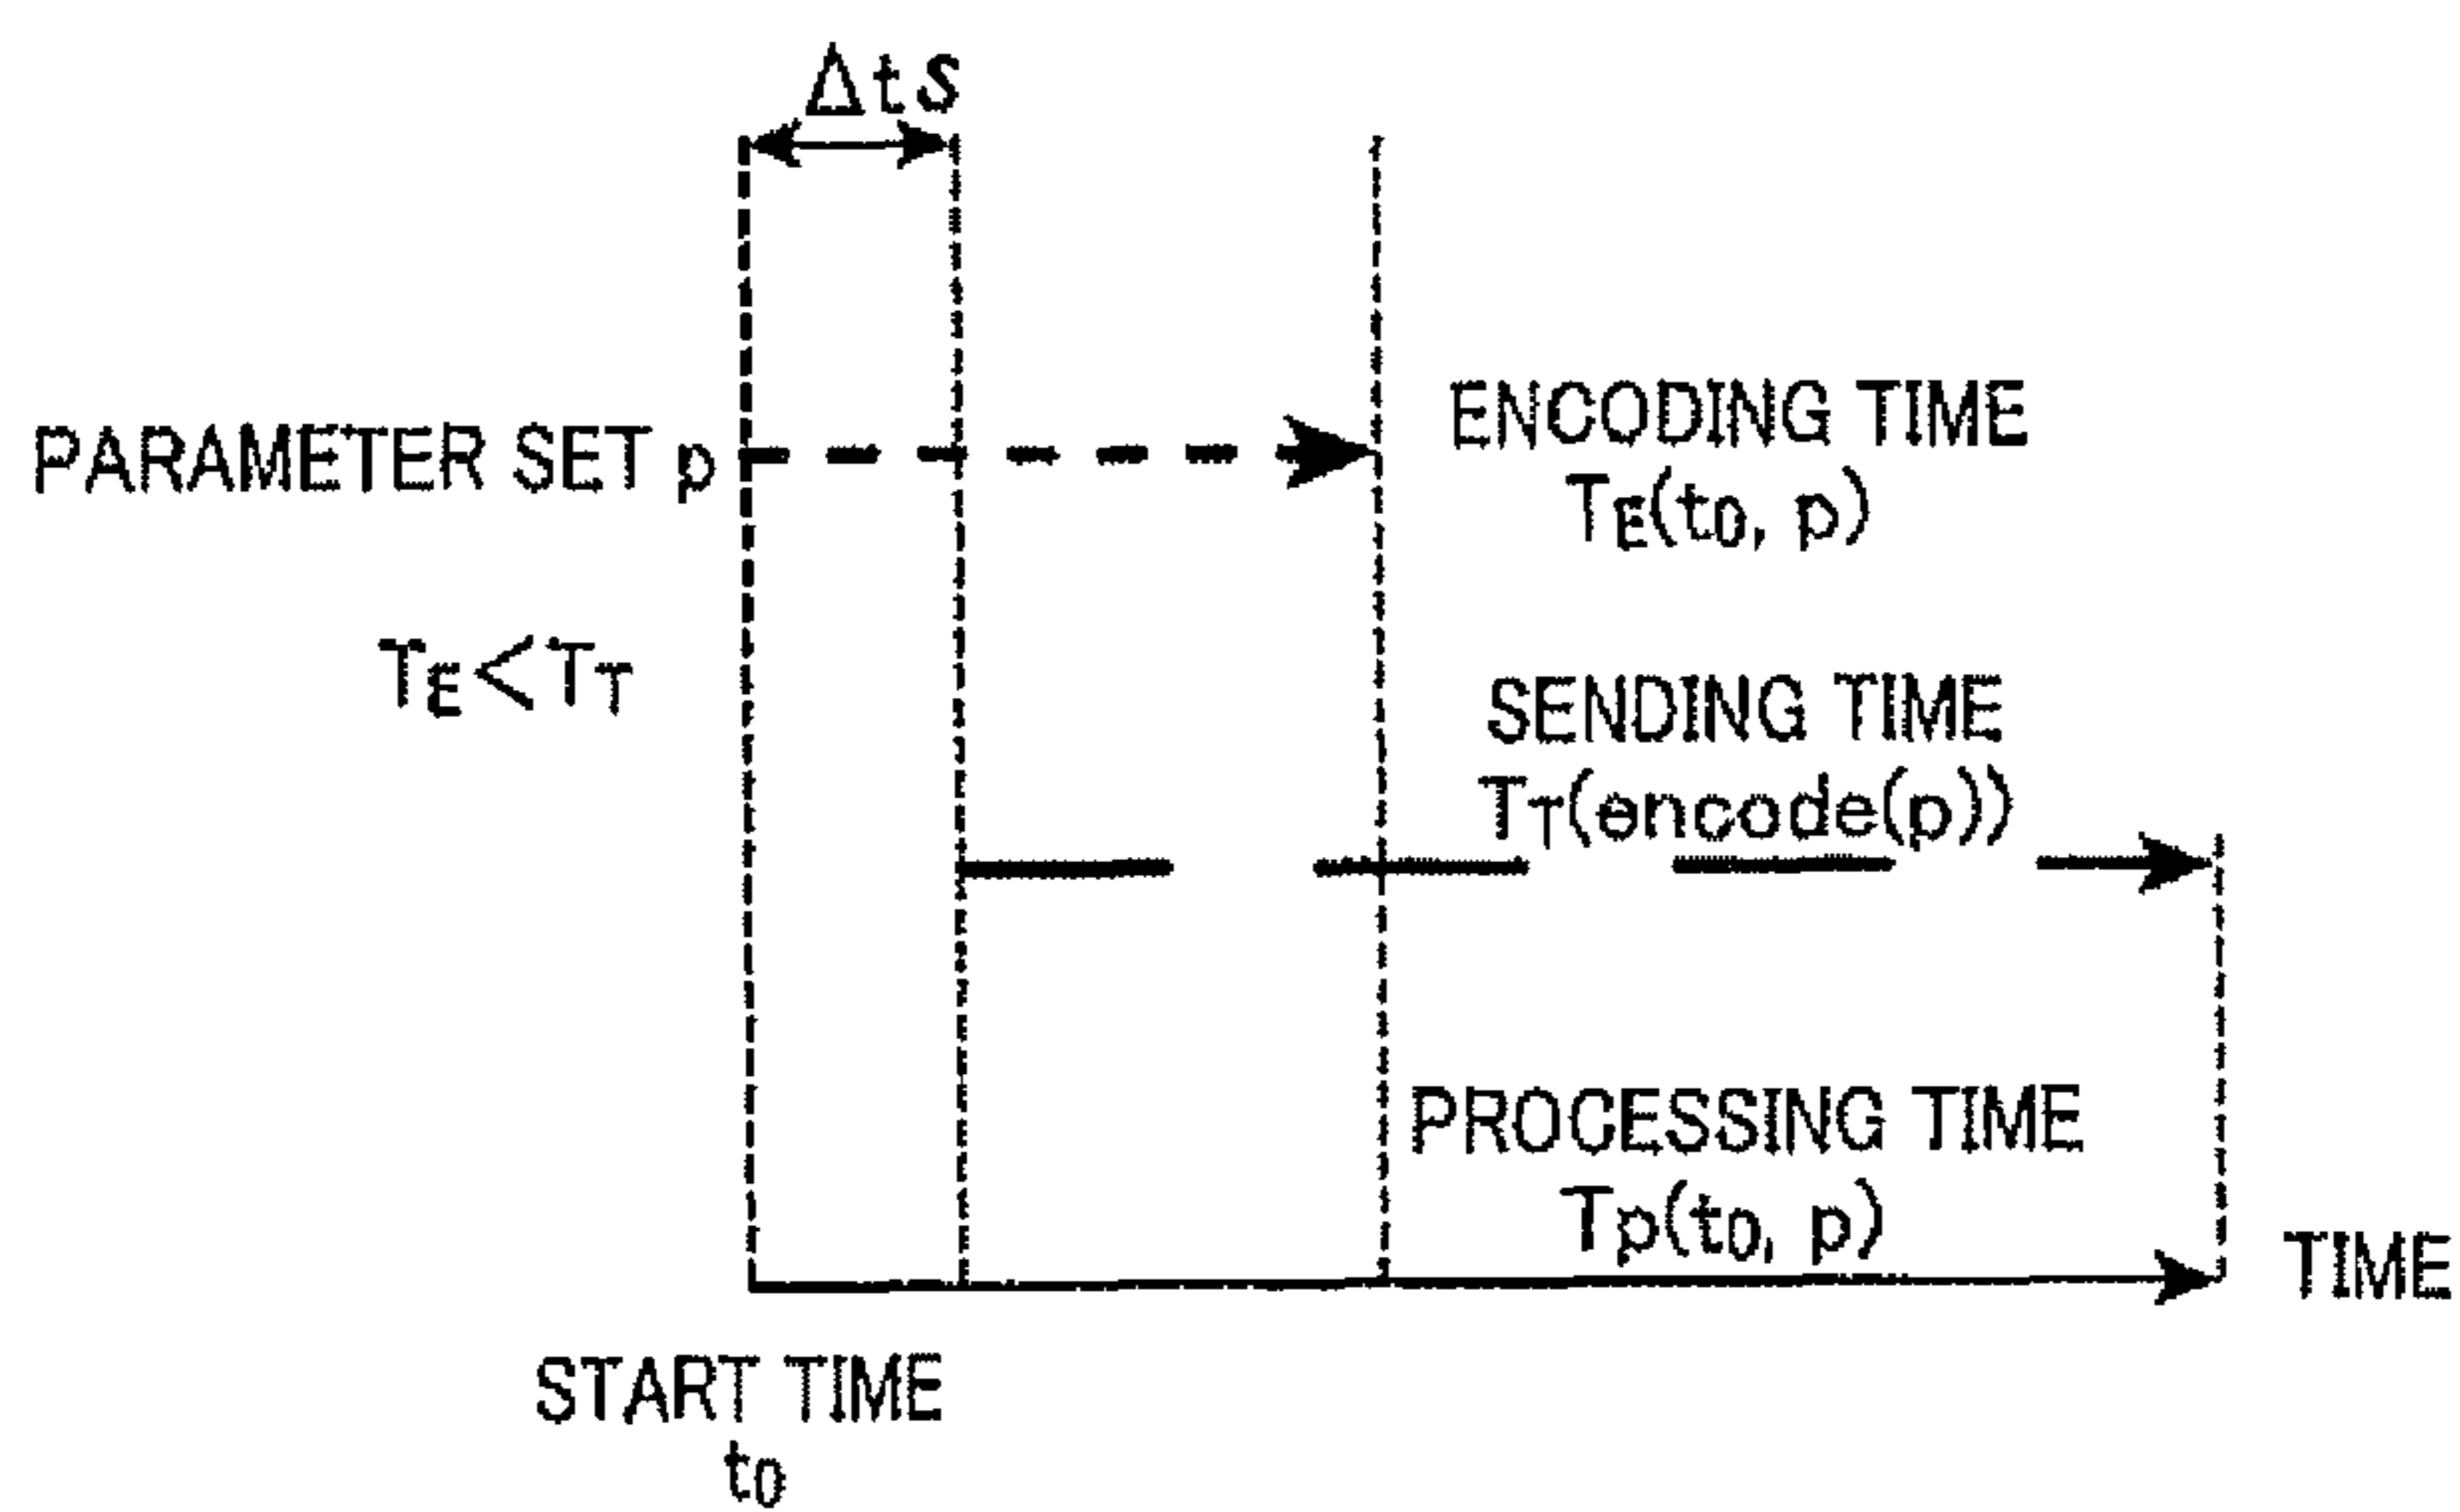 Δts
PARAMETER SET p
ENCODING TIME
TE(t0, p)
TE<TT
SENDING TIME
TT(encode(p))
PROCESSING TIME
Tp(t0, p)
TIME
START TIME
t0